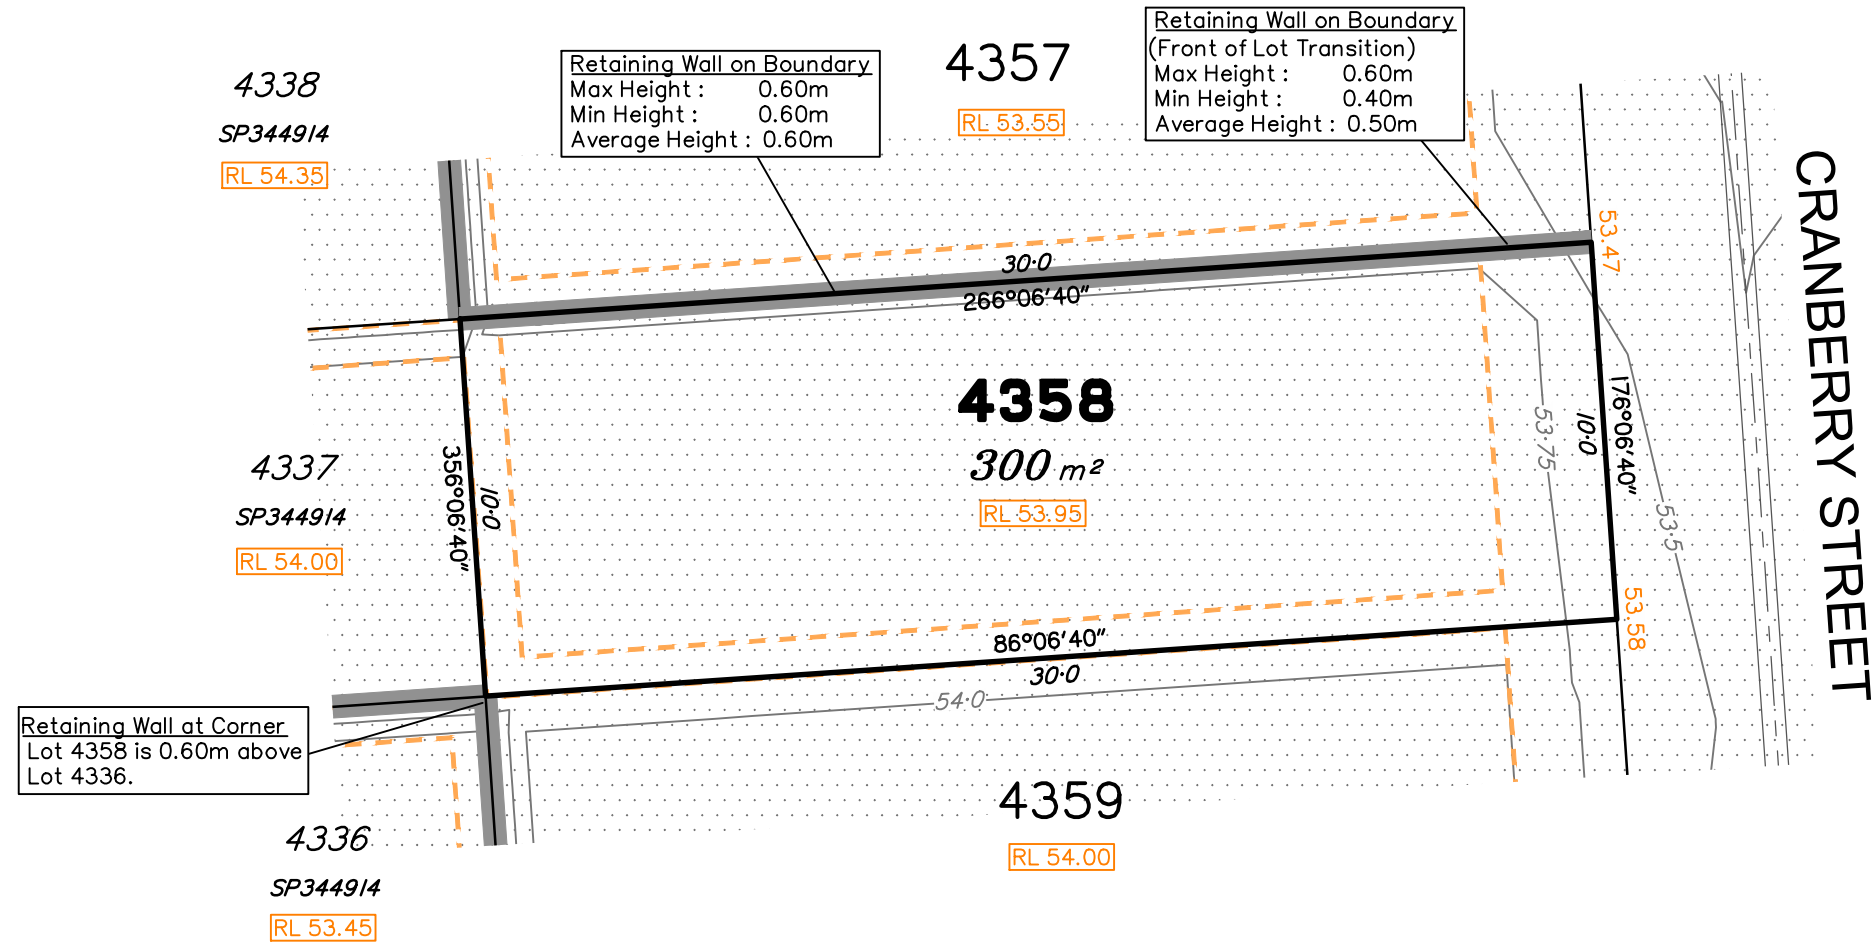 4338
SP344914
RL 54.35
Retaining Wall on Boundary
Max Height : 0.60m
Min Height : 0.60m
Average Height : 0.60m
4357
RL 53.55
Retaining Wall on Boundary
(Front of Lot Transition)
Max Height : 0.60m
Min Height : 0.40m
Average Height : 0.50m
CRANBERRY STREET
53.47
30·0
266°06'40"
4358
300 m²
RL 53.95
53·75
10·0
176°06'40"
53·5
53.58
4337
SP344914
RL 54.00
356°06'40"
10·0
86°06'40"
30·0
54·0
Retaining Wall at Corner
Lot 4358 is 0.60m above
Lot 4336.
4359
RL 54.00
4336
SP344914
RL 53.45